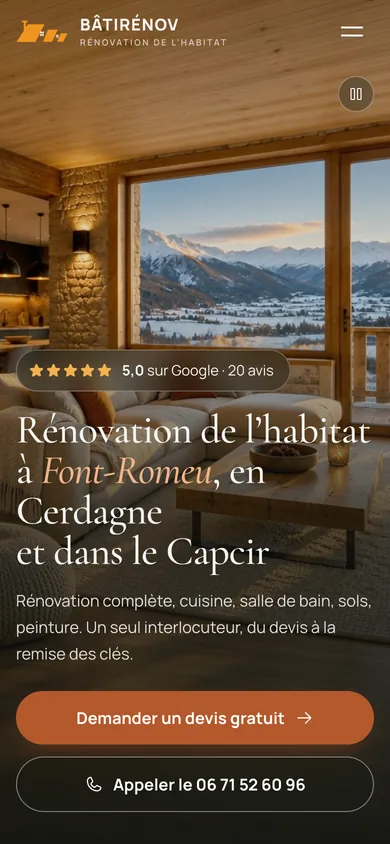 BÂTIRÉNOV
RÉNOVATION DE L'HABITAT
5,0 sur Google · 20 avis
Rénovation de l’habitat
à Font-Romeu, en
Cerdagne
et dans le Capcir
Rénovation complète, cuisine, salle de bain, sols,
peinture. Un seul interlocuteur, du devis à la
remise des clés.
Demander un devis gratuit
Appeler le 06 71 52 60 96